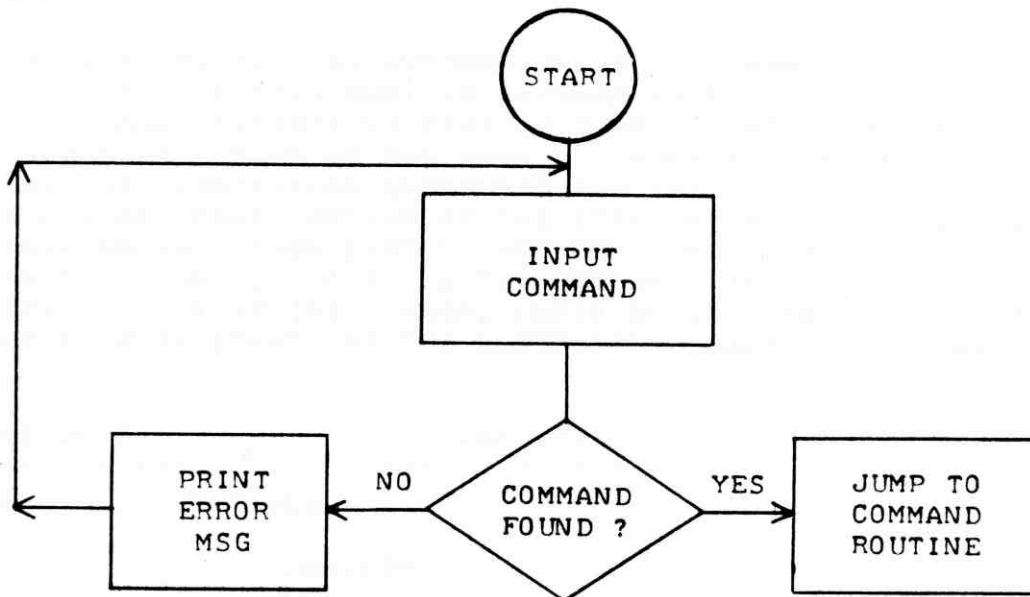 START
INPUT
COMMAND
NO
YES
PRINT
ERROR
MSG
COMMAND
FOUND ?
JUMP TO
COMMAND
ROUTINE